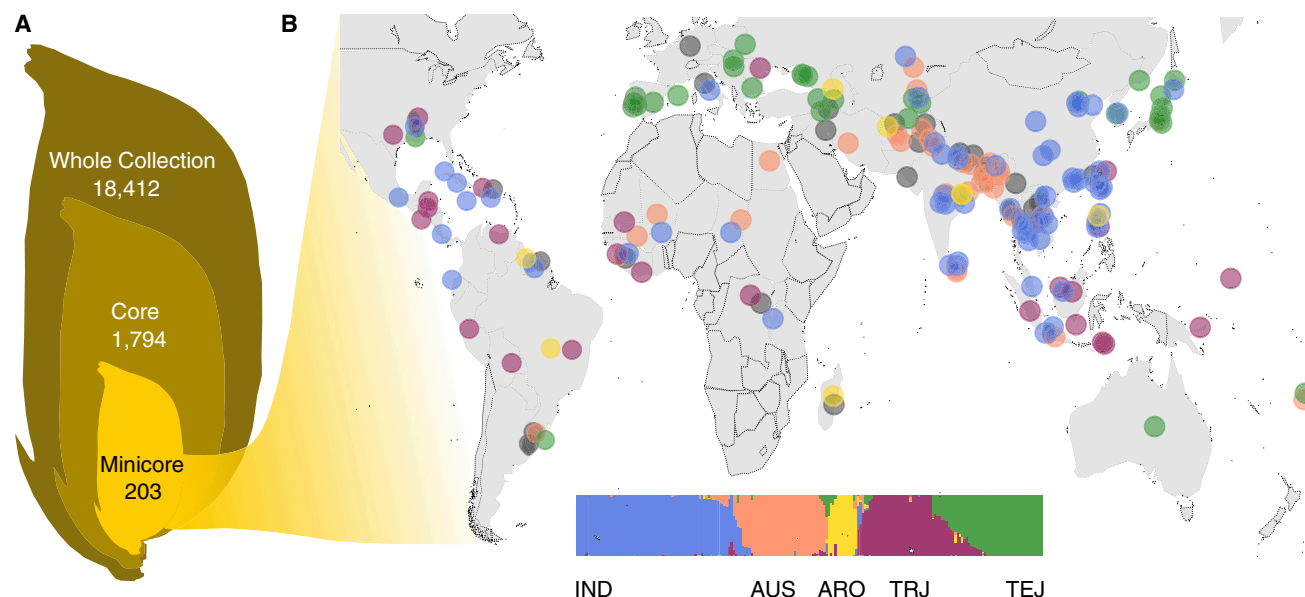 A
B
Whole Collection
18,412
Core
1,794
Minicore
203
IND AUS ARO TRJ TEJ